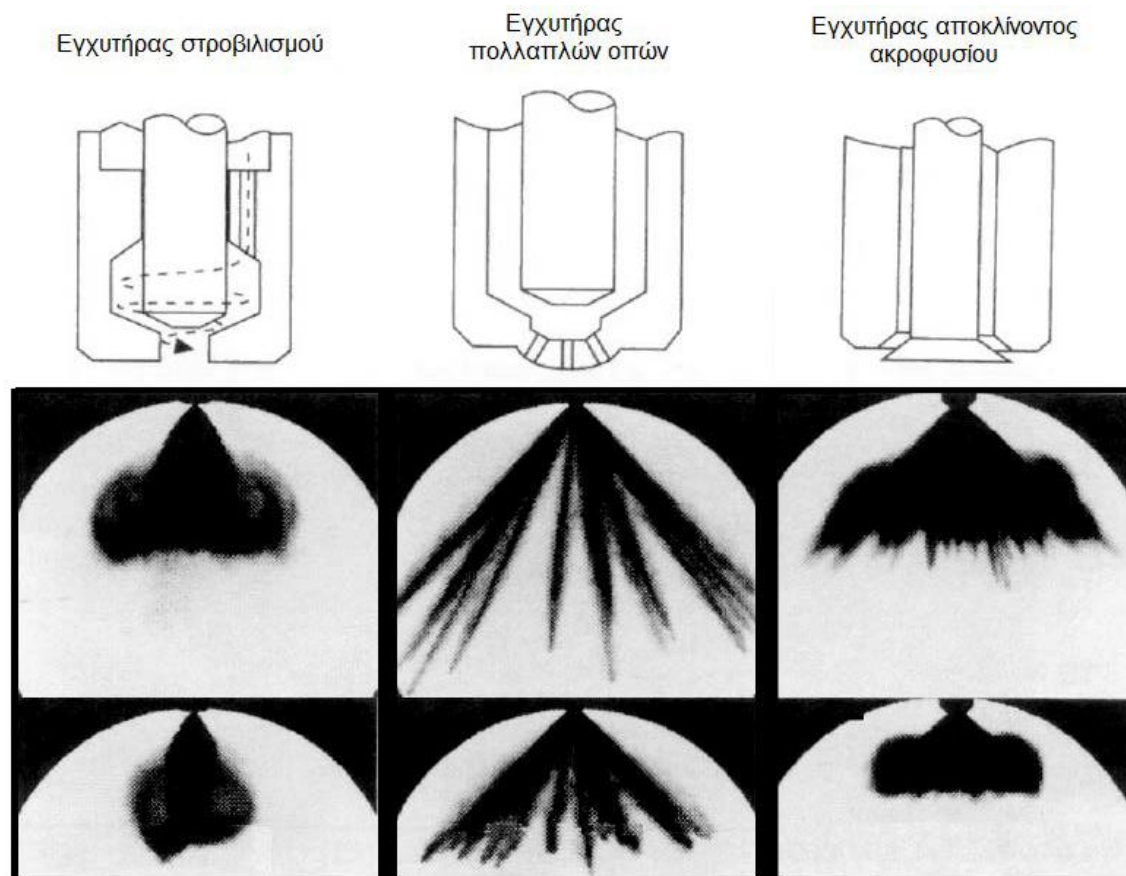 Εγχυτήρας στροβιλισμού
Εγχυτήρας
πολλαπλών οπών
Εγχυτήρας αποκλίνοντος
ακροφυσίου